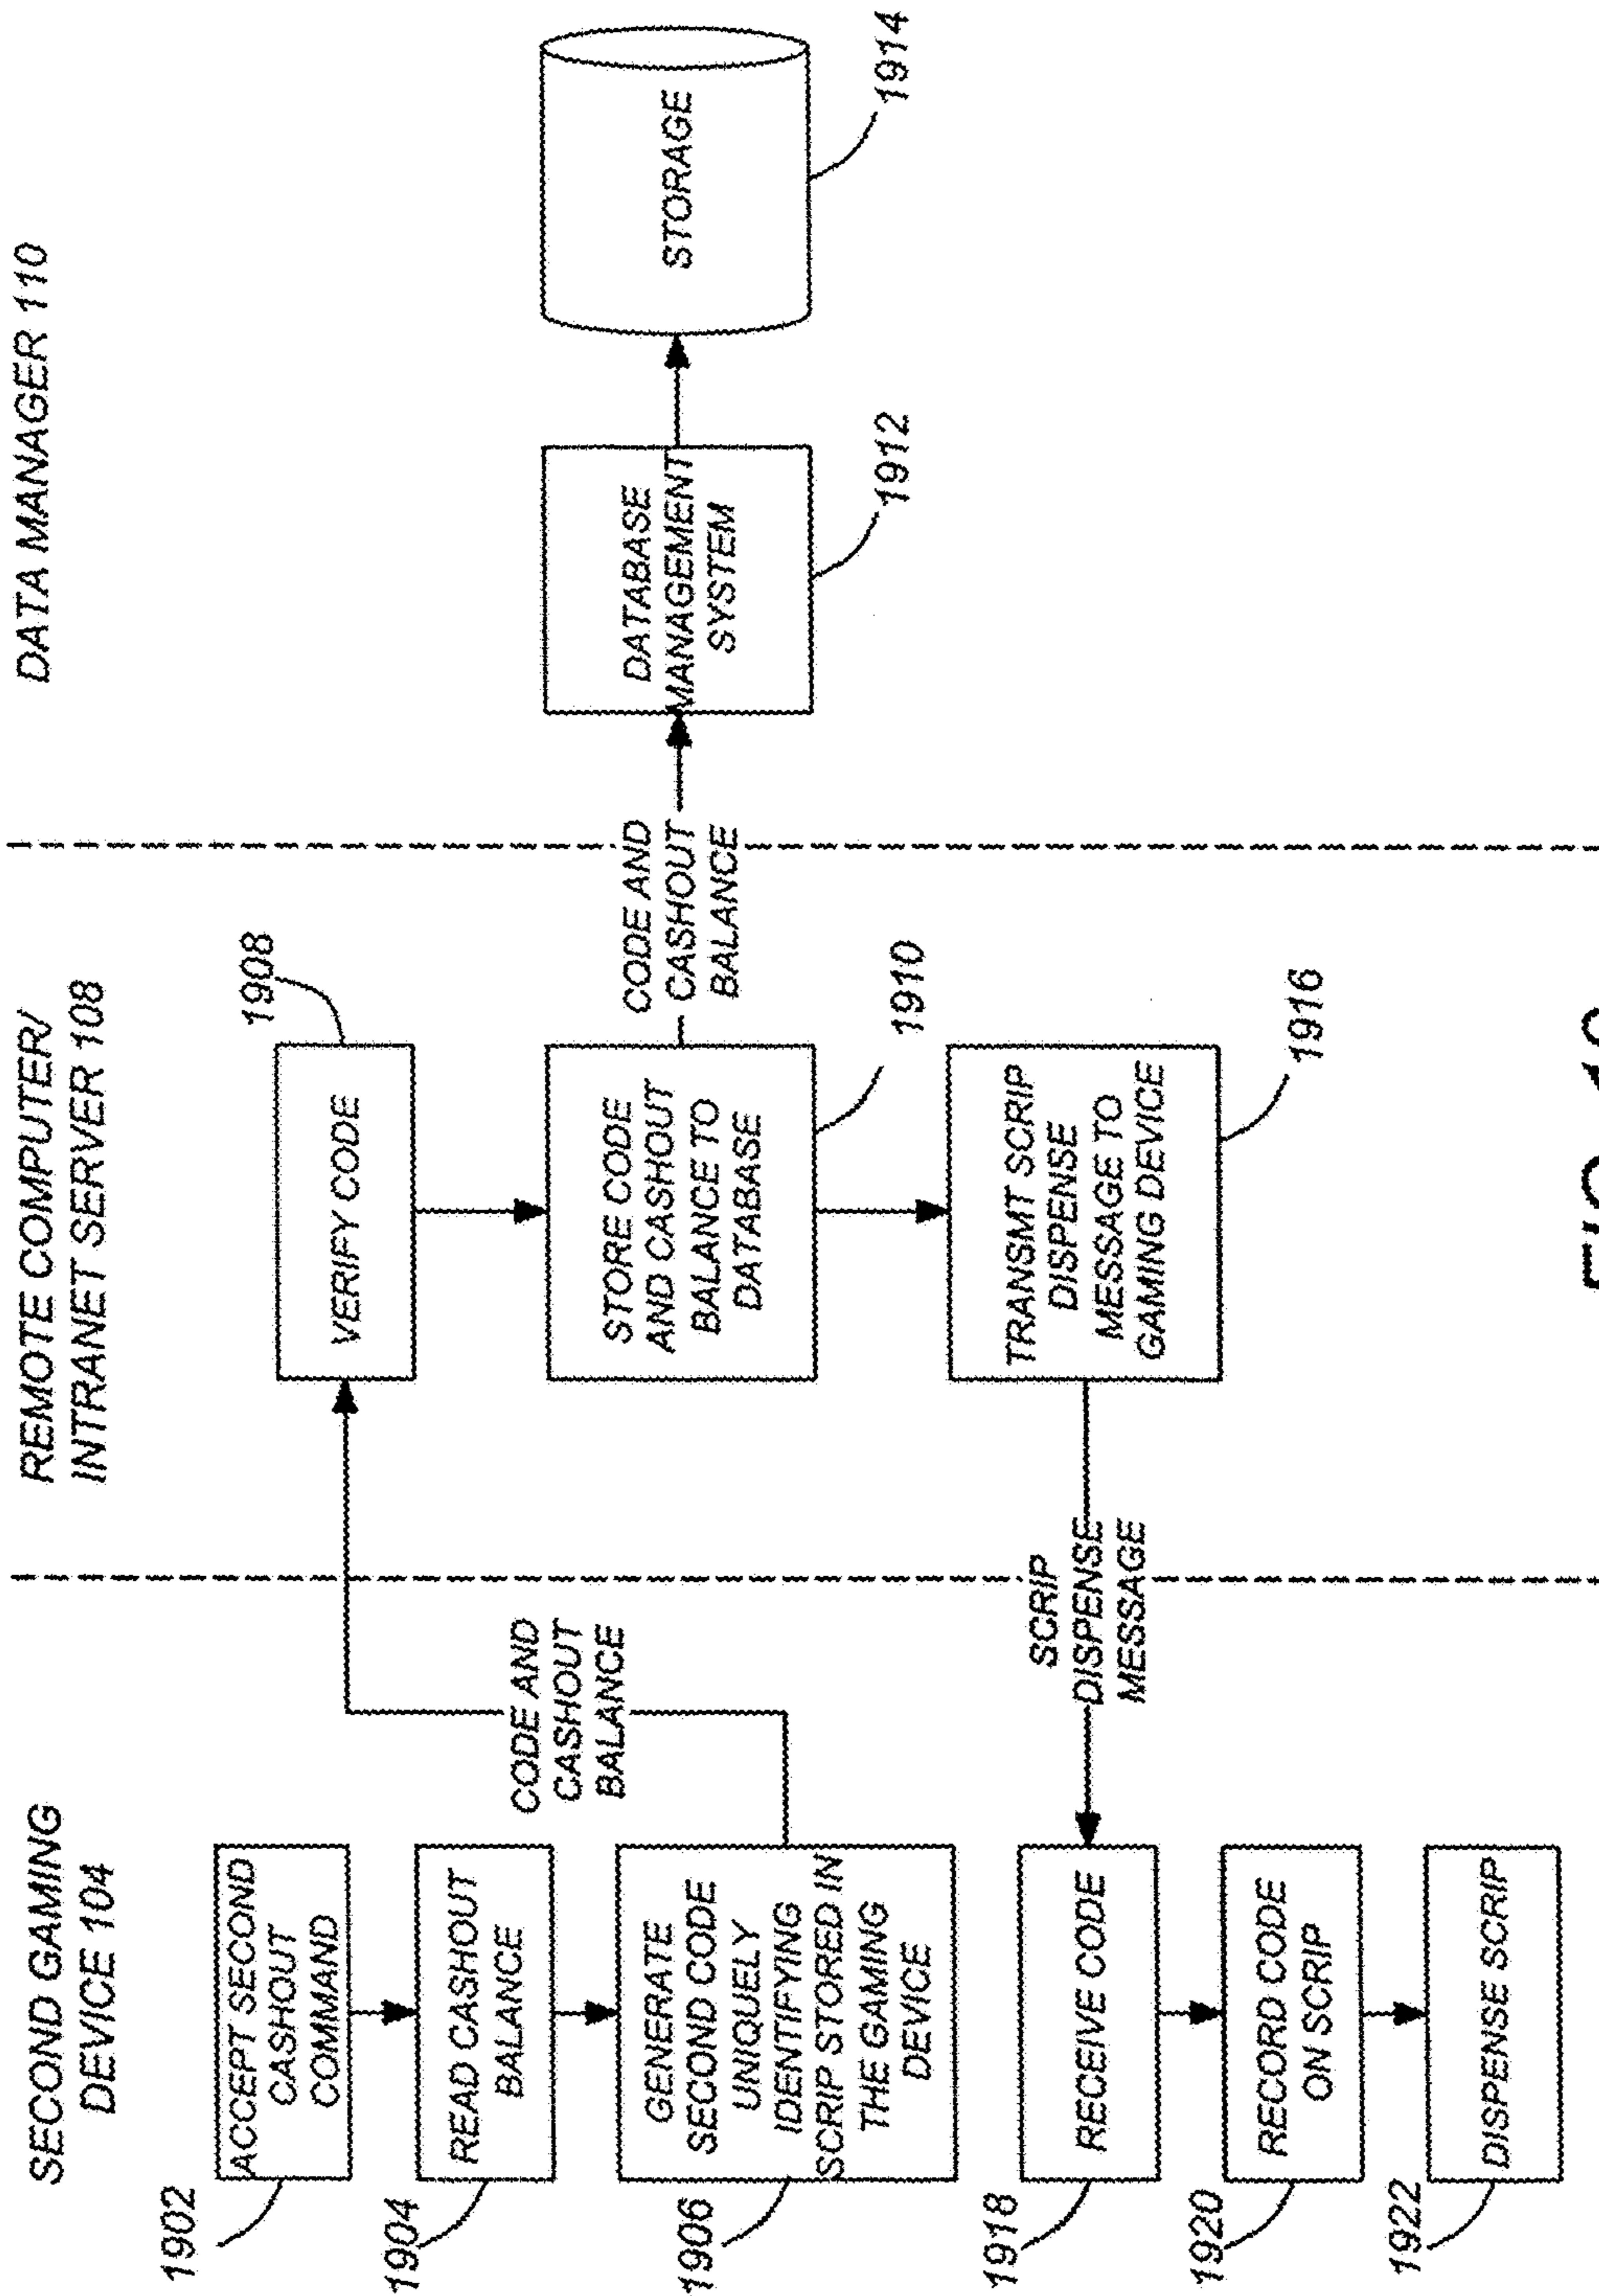 SECOND GAMING
DEVICE 104
REMOTE COMPUTER/
INTRANET SERVER 108
DATA MANAGER 110
1902
ACCEPT SECOND
CASHOUT
COMMAND
1904
READ CASHOUT
BALANCE
1906
GENERATE
SECOND CODE
UNIQUELY
IDENTIFYING
SCRIP STORED IN
THE GAMING
DEVICE
CODE AND
CASHOUT
BALANCE
1908
VERIFY CODE
STORE CODE
AND CASHOUT
BALANCE TO
DATABASE
1910
CODE AND
CASHOUT
BALANCE
DATABASE
MANAGEMENT
SYSTEM
1912
STORAGE
1914
TRANSMT SCRIP
DISPENSE
MESSAGE TO
GAMING DEVICE
1916
SCRIP
DISPENSE
MESSAGE
1918
RECEIVE CODE
1920
RECORD CODE
ON SCRIP
1922
DISPENSE SCRIP